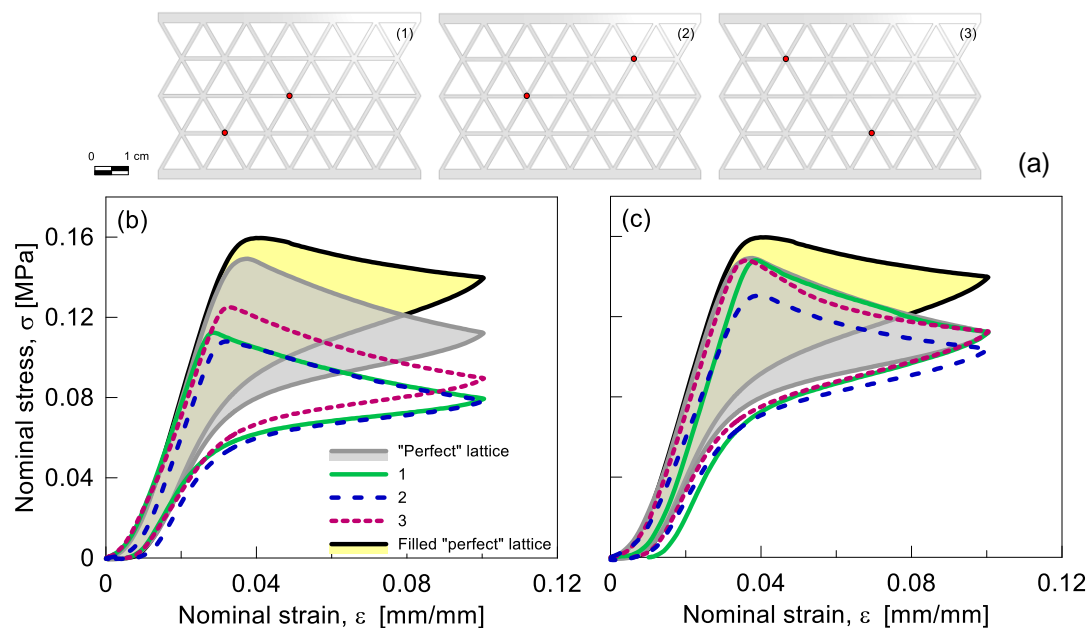 (1)
(2)
(3)
0 1 cm
(a)
(b)
(c)
0.16
0.12
0.08
0.04
0
Nominal stress, σ [MPa]
"Perfect" lattice
1
2
3
Filled "perfect" lattice
0 0.04 0.08 0.12
0 0.04 0.08 0.12
Nominal strain, ε [mm/mm]
Nominal strain, ε [mm/mm]